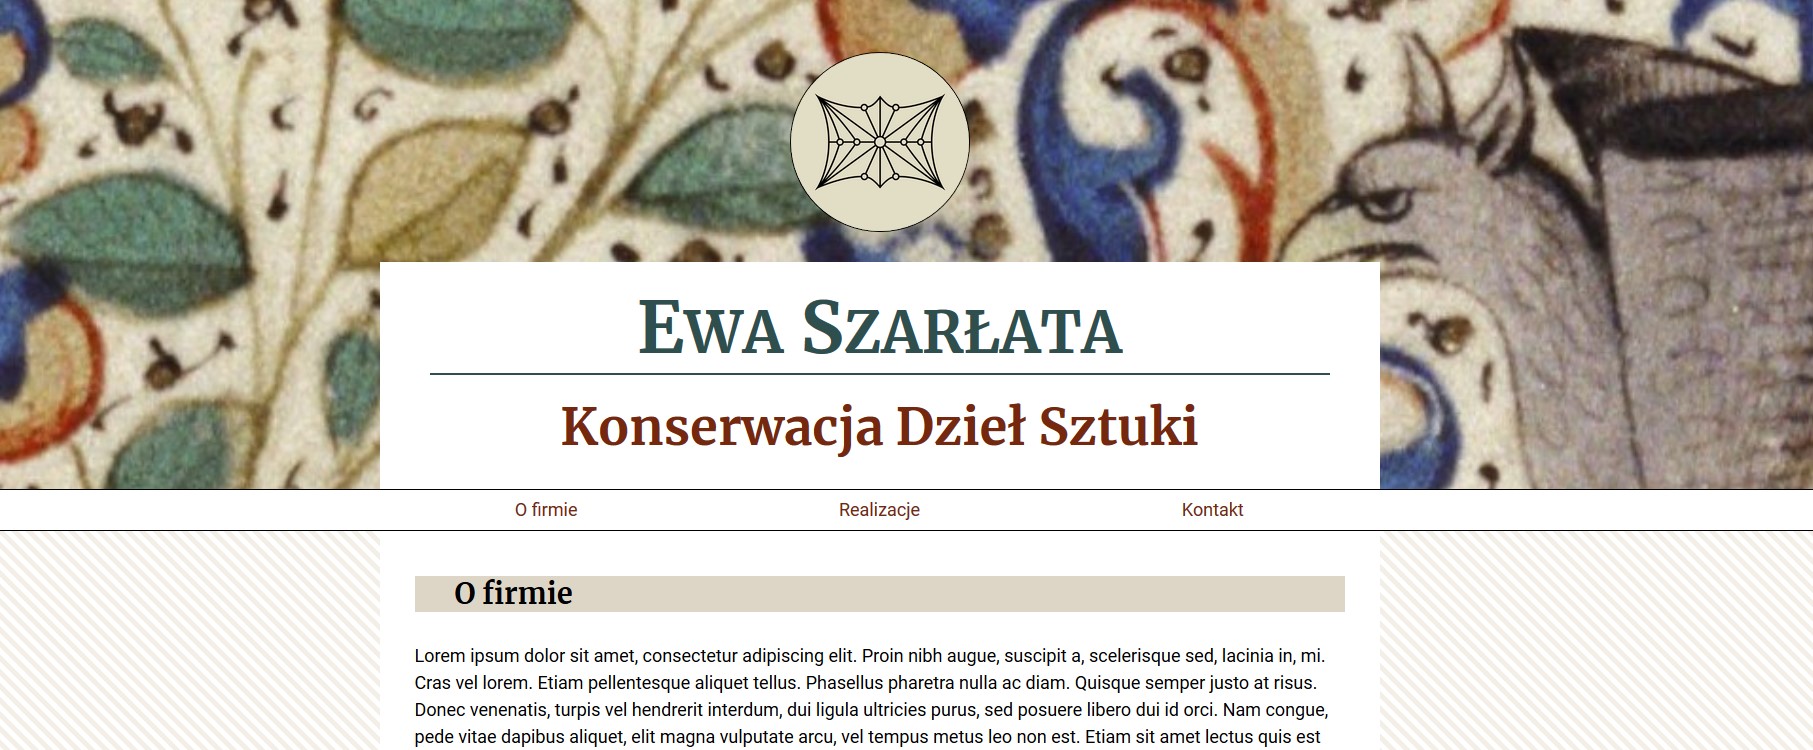 Ewa Szarłata
Konserwacja Dzieł Sztuki
O firmie Realizacje Kontakt
O firmie
Lorem ipsum dolor sit amet, consectetur adipiscing elit. Proin nibh augue, suscipit a, scelerisque sed, lacinia in, mi.
Cras vel lorem. Etiam pellentesque aliquet tellus. Phasellus pharetra nulla ac diam. Quisque semper justo at risus.
Donec venenatis, turpis vel hendrerit interdum, dui ligula ultricies purus, sed posuere libero dui id orci. Nam congue,
pede vitae dapibus aliquet, elit magna vulputate arcu, vel tempus metus leo non est. Etiam sit amet lectus quis est